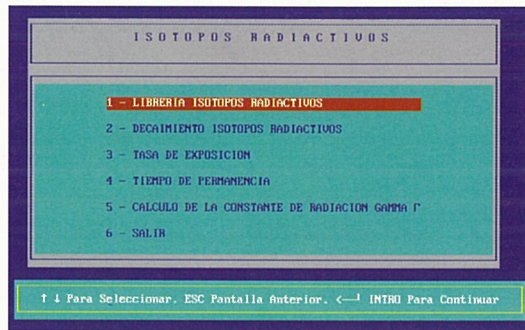 ISOTOPOS RADIACTIVOS
1 - LIBRERIA ISOTOPOS RADIACTIVOS
2 - DECAIMIENTO ISOTOPOS RADIACTIVOS
3 - TASA DE EXPOSICION
4 - TIEMPO DE PERMANENCIA
5 - CALCULO DE LA CONSTANTE DE RADIACION GAMMA Γ
6 - SALIR
↑ ↓ Para Seleccionar. ESC Pantalla Anterior. <—┘ INTRO Para Continuar